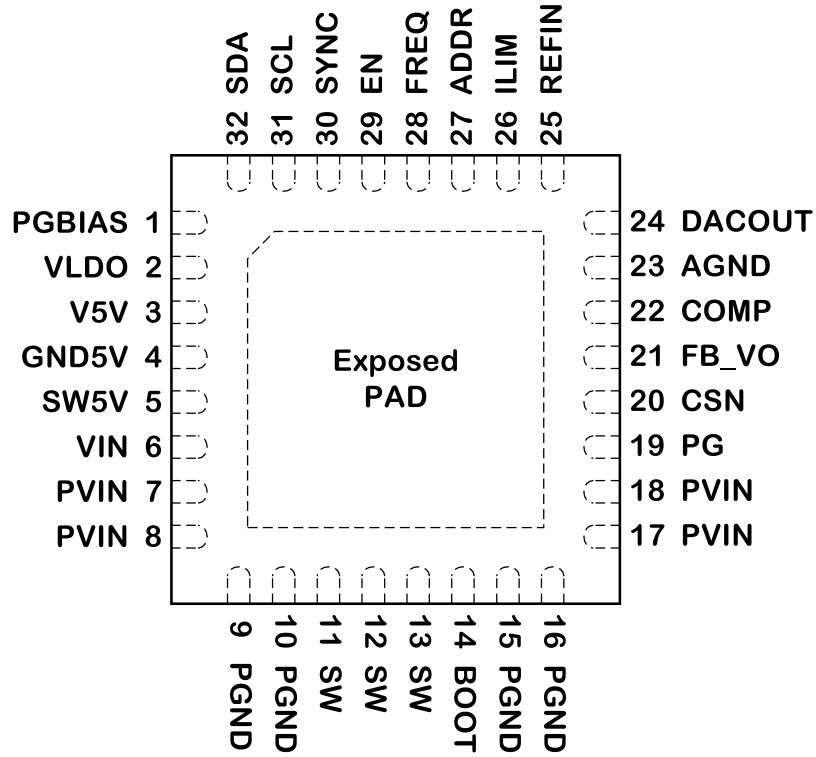 32 SDA
31 SCL
30 SYNC
29 EN
28 FREQ
27 ADDR
26 ILIM
25 REFIN
PGBIAS 1
VLDO 2
V5V 3
GND5V 4
SW5V 5
VIN 6
PVIN 7
PVIN 8
Exposed
PAD
24 DACOUT
23 AGND
22 COMP
21 FB_VO
20 CSN
19 PG
18 PVIN
17 PVIN
9 PGND
10 PGND
11 SW
12 SW
13 SW
14 BOOT
15 PGND
16 PGND